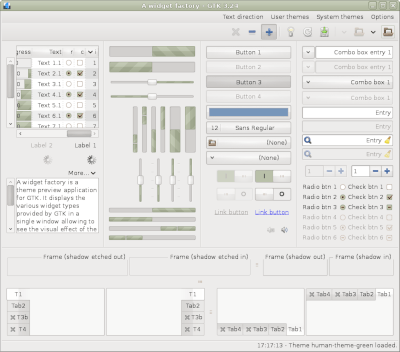 A widget factory - GTK 3.24
Text direction User themes System themes Options
gress Text r c
Text 1.1 1
Text 2.1 2
Text 3.1 3
Text 4.1 4
Text 5.1 5
Text 6.1 6
Text 7.1 7
Label 2 Label 1
More...
A widget factory is a
theme preview application
for GTK. It displays the
various widget types
provided by GTK in a
single window allowing to
see the visual effect of the
Button 1
Button 2
Button 3
Button 4
12 Sans Regular
(None)
(None)
Link button Link button
Combo box entry 1
Combo box entry 1
Combo box 1
Combo box 1
Entry
Entry
Entry
Entry
1 1
Radio btn 1 Check btn 1
Radio btn 2 Check btn 2
Radio btn 3 Check btn 3
Radio btn 4 Check btn 4
Radio btn 5 Check btn 5
Radio btn 6 Check btn 6
Frame (shadow etched out) Frame (shadow etched in) Frame (shadow out) Frame (shadow in)
T1
Tab2
T3b
T4
T1
Tab2
T3b
T4
Tab4 Tab3 Tab2 Tab1
Tab4 Tab3 Tab2 Tab1
17:17:13 - Theme human-theme-green loaded.